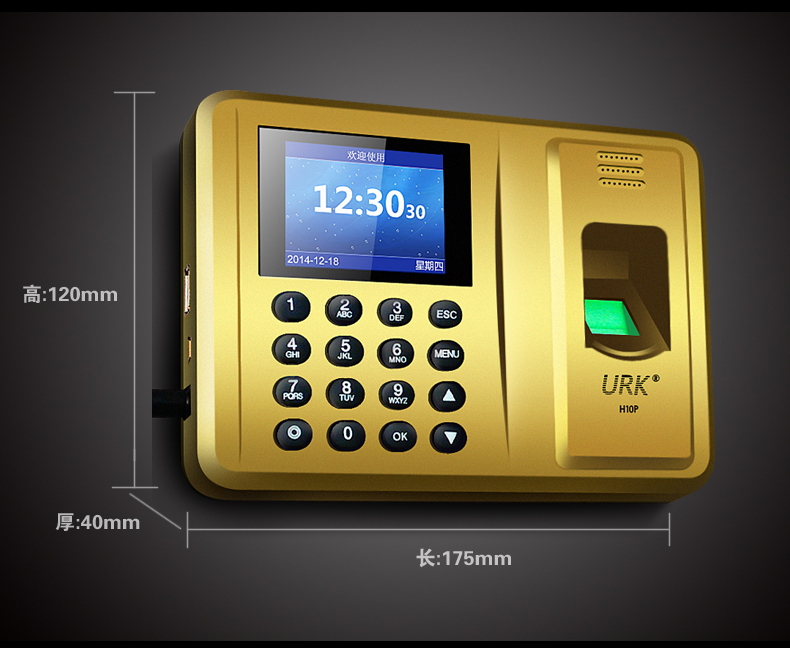 欢迎使用
12:30 30
2014-12-18 星期四
高:120mm
1 2 ABC 3 DEF ESC
4 GHI 5 JKL 6 MNO MENU
7 PQRS 8 TUV 9 WXYZ
0 OK
URK®
H10P
厚:40mm
长:175mm